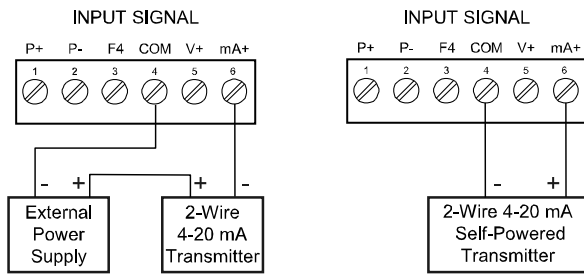 INPUT SIGNAL
P+ P- F4 COM V+ mA+
1 2 3 4 5 6
- + + -
External
Power
Supply
2-Wire
4-20 mA
Transmitter
INPUT SIGNAL
P+ P- F4 COM V+ mA+
1 2 3 4 5 6
- +
2-Wire 4-20 mA
Self-Powered
Transmitter